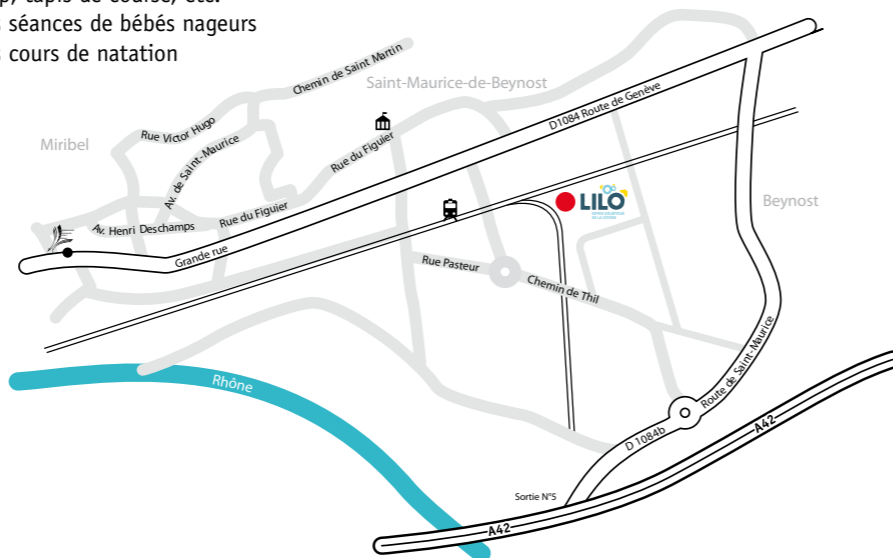 séances de bébés nageurs
cours de natation
Chemin de Saint Martin
Saint-Maurice-de-Beynost
D1084 Route de Genève
Rue Victor Hugo
Miribel
Av. de Saint-Maurice
Rue du Figuier
LILO
Beynost
Av. Henri Deschamps
Rue du Figuier
Grande rue
Rue Pasteur
Chemin de Thil
Route de Saint-Maurice
Rhône
D 1084b
A42
Sortie N°5
A42